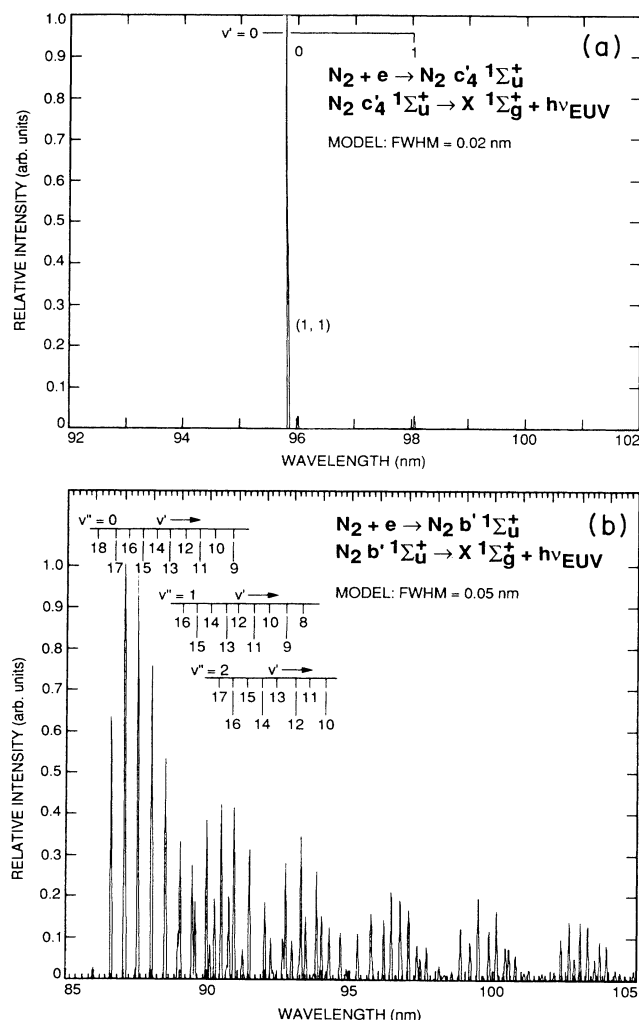 (a)
v' = 0
0 1
N₂ + e → N₂ c'₄ ¹Σ⁺ᵤ
N₂ c'₄ ¹Σ⁺ᵤ → X ¹Σ⁺g + hνEUV
MODEL: FWHM = 0.02 nm
(1, 1)
RELATIVE INTENSITY (arb. units)
1.0
0.9
0.8
0.7
0.6
0.5
0.4
0.3
0.2
0.1
0
92 94 96 98 100 102
WAVELENGTH (nm)
(b)
N₂ + e → N₂ b' ¹Σ⁺ᵤ
N₂ b' ¹Σ⁺ᵤ → X ¹Σ⁺g + hνEUV
MODEL: FWHM = 0.05 nm
v" = 0 v' →
18 16 14 12 10
17 15 13 11 9
v" = 1 v' →
16 14 12 10 8
15 13 11 9
v" = 2 v' →
17 15 13 11
16 14 12 10
RELATIVE INTENSITY (arb. units)
1.0
0.9
0.8
0.7
0.6
0.5
0.4
0.3
0.2
0.1
0
85 90 95 100 105
WAVELENGTH (nm)